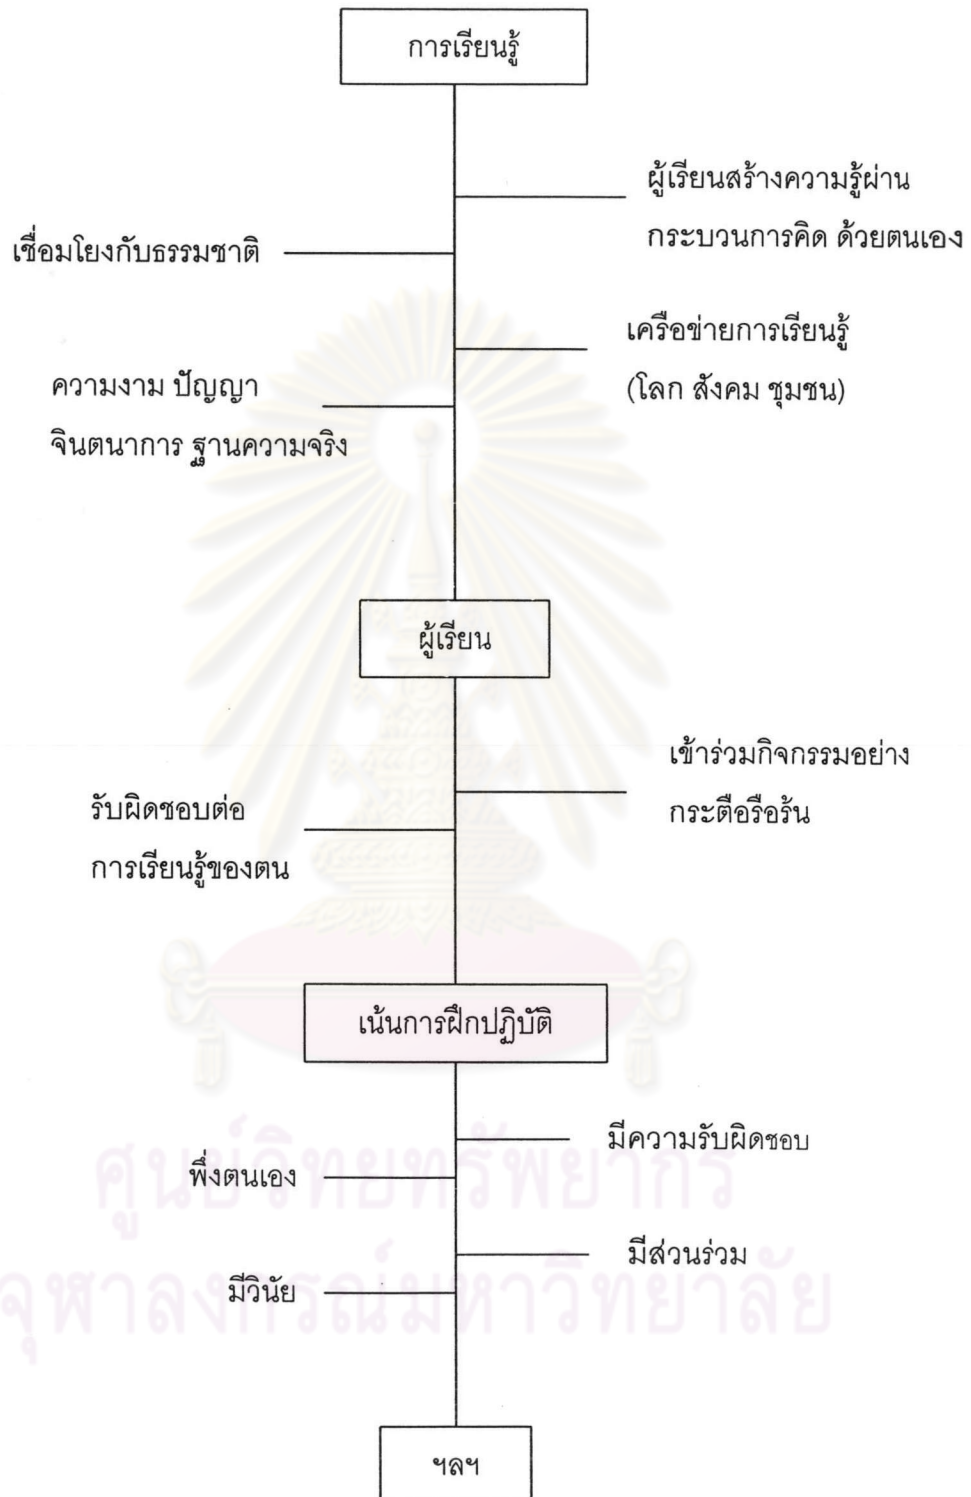 การเรียนรู้
ผู้เรียนสร้างความรู้ผ่าน
กระบวนการคิด ด้วยตนเอง
เชื่อมโยงกับธรรมชาติ
เครือข่ายการเรียนรู้
(โลก สังคม ชุมชน)
ความงาม ปัญญา
จินตนาการ ฐานความจริง
ผู้เรียน
เข้าร่วมกิจกรรมอย่าง
กระตือรือร้น
รับผิดชอบต่อ
การเรียนรู้ของตน
เน้นการฝึกปฏิบัติ
มีความรับผิดชอบ
พึ่งตนเอง
มีส่วนร่วม
มีวินัย
ฯลฯ
ศูนย์วิทยทรัพยากร
จุฬาลงกรณ์มหาวิทยาลัย